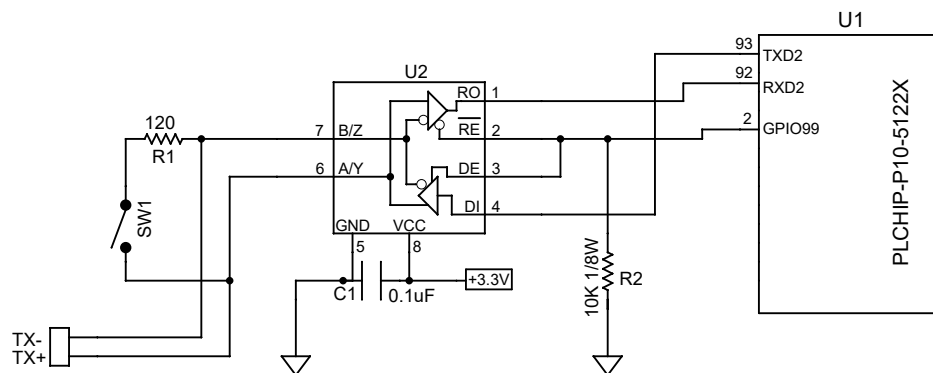 U1
93
TXD2
92
RXD2
2
GPIO99
PLCHIP-P10-5122X
U2
RO
1
RE
2
DE
3
DI
4
7
B/Z
6
A/Y
GND
VCC
5
8
120
R1
SW1
C1
0.1uF
+3.3V
10K 1/8W
R2
TX-
TX+